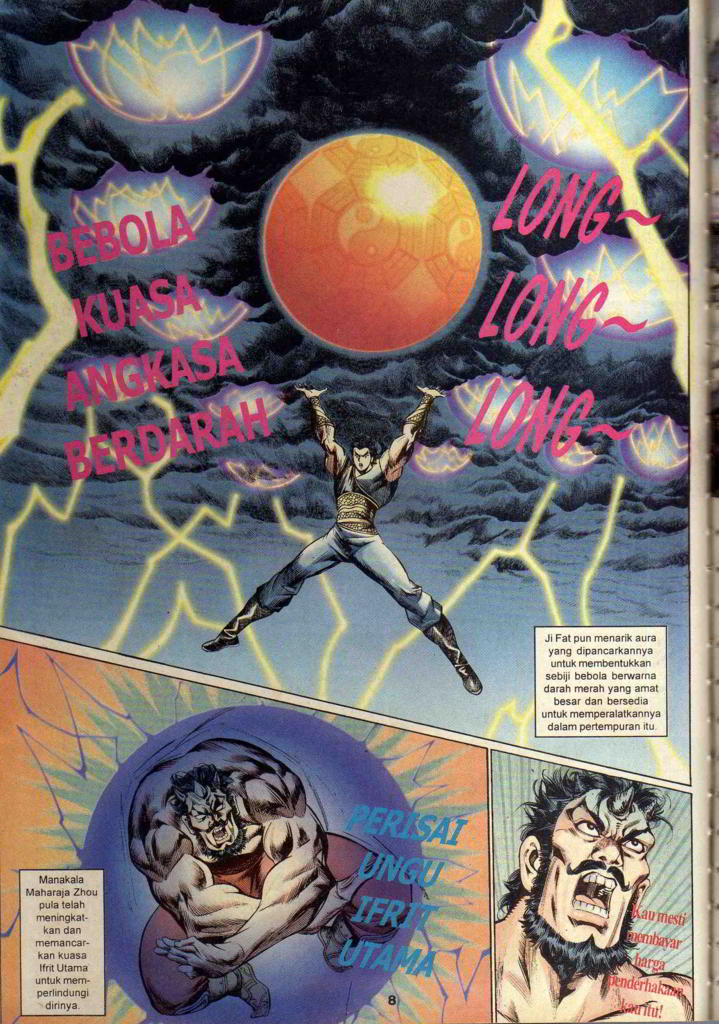 BEBOLA
KUASA
ANGKASA
BERDARAH
LONG~
LONG~
LONG~
Ji Fat pun menarik aura
yang dipancarkannya
untuk membentukkan
sebiji bebola berwarna
darah merah yang amat
besar dan bersedia
untuk memperalatkannya
dalam pertempuran itu.
PERISAI
UNGU
IFRIT
UTAMA
Manakala
Maharaja Zhou
pula telah
meningkat-
kan dan
memancar-
kan kuasa
Ifrit Utama
untuk mem-
perlindungi
dirinya.
Kau mesti
membayar
harga
penderhakaan
kau itu!
8